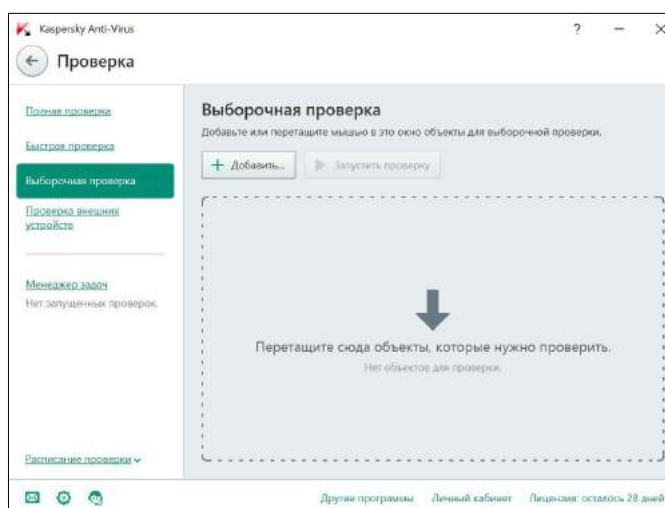 Kaspersky Anti-Virus
?
Проверка
Полная проверка
Быстрая проверка
Выборочная проверка
Проверка внешних
устройств
Менеджер задач
Нет запущенных проверок.
Расписание проверки
Выборочная проверка
Добавьте или перетащите мышью в это окно объекты для выборочной проверки.
+ Добавить...
Запустить проверку
Перетащите сюда объекты, которые нужно проверить.
Нет объектов для проверки.
Другие программы Личный кабинет Лицензия: осталось 28 дней